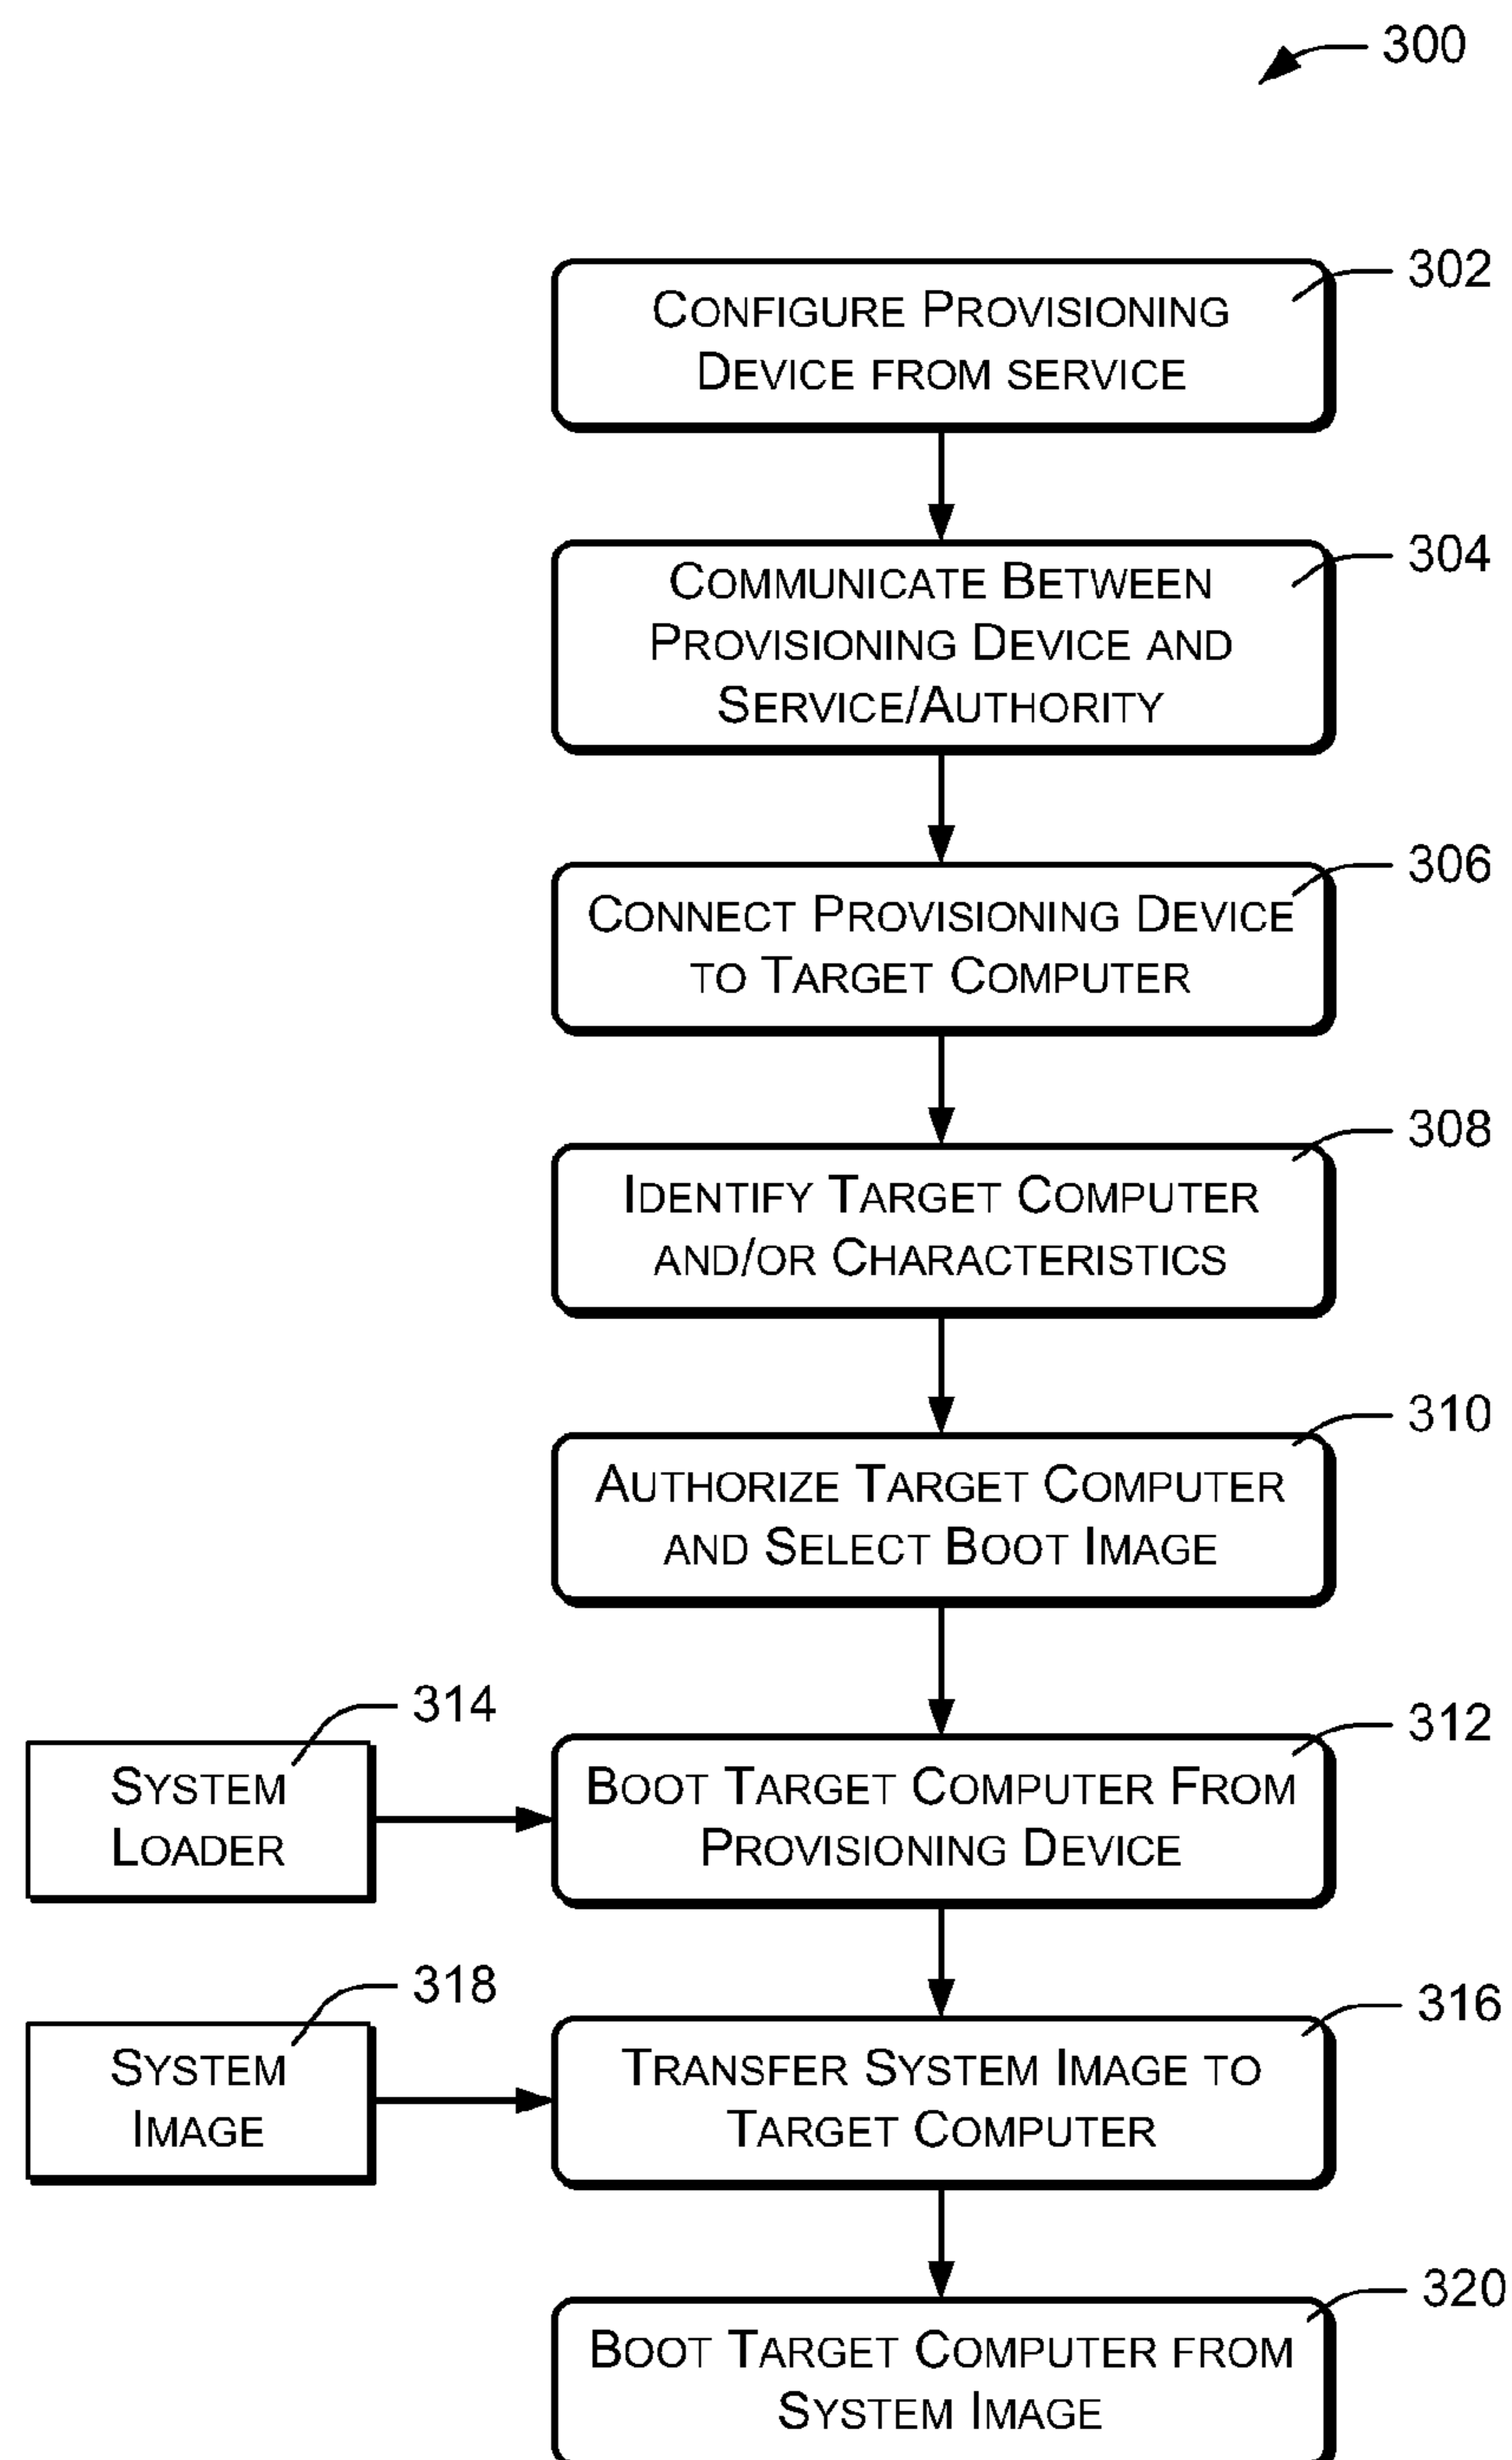 300
302
CONFIGURE PROVISIONING
DEVICE FROM SERVICE
304
COMMUNICATE BETWEEN
PROVISIONING DEVICE AND
SERVICE/AUTHORITY
306
CONNECT PROVISIONING DEVICE
TO TARGET COMPUTER
308
IDENTIFY TARGET COMPUTER
AND/OR CHARACTERISTICS
310
AUTHORIZE TARGET COMPUTER
AND SELECT BOOT IMAGE
314
SYSTEM
LOADER
312
BOOT TARGET COMPUTER FROM
PROVISIONING DEVICE
318
SYSTEM
IMAGE
316
TRANSFER SYSTEM IMAGE TO
TARGET COMPUTER
320
BOOT TARGET COMPUTER FROM
SYSTEM IMAGE